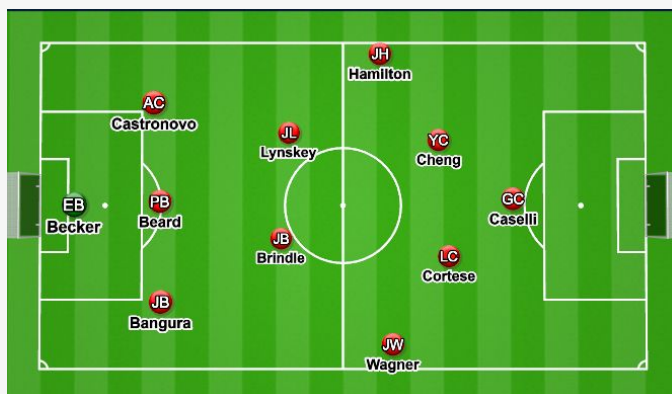 JH
Hamilton
AC
Castronovo
JL
Lynskey
YC
Cheng
EB
Becker
PB
Beard
GC
Caselli
JB
Brindle
LC
Cortese
JB
Bangura
JW
Wagner